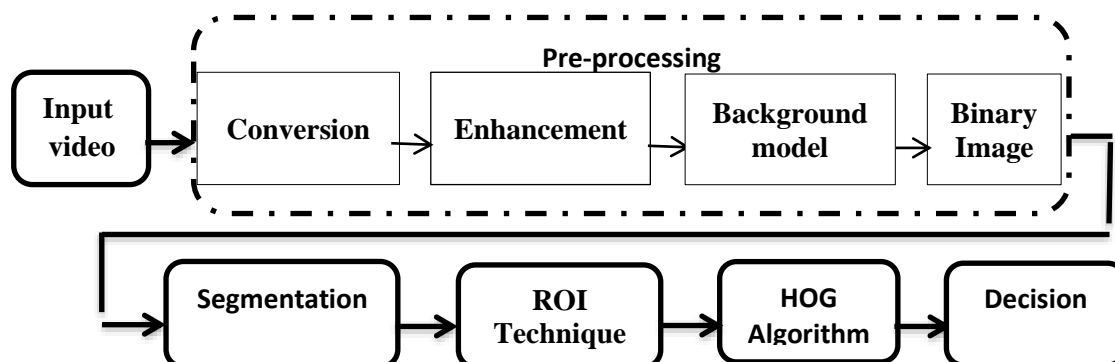 Pre-processing
Input
video
Conversion
Enhancement
Background
model
Binary
Image
Segmentation
ROI
Technique
HOG
Algorithm
Decision